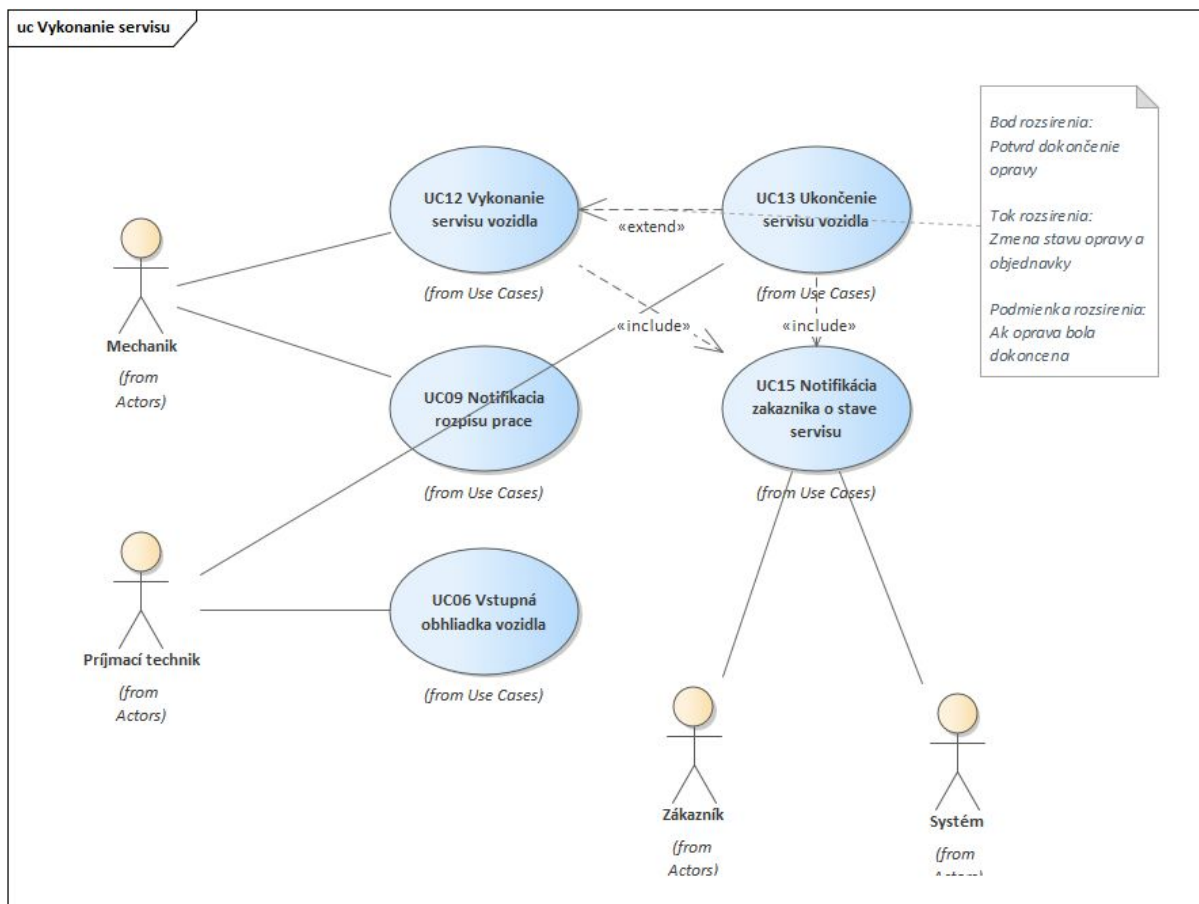 uc Vykonanie servisu
Bod rozsirenia:
Potvrd dokončenie
opravy
Tok rozsirenia:
Zmena stavu opravy a
objednavky
Podmienka rozsirenia:
Ak oprava bola
dokoncena
UC12 Vykonanie
servisu vozidla
(from Use Cases)
«extend»
UC13 Ukončenie
servisu vozidla
(from Use Cases)
«include»
«include»
Mechanik
(from
Actors)
UC09 Notifikacia
rozpisu prace
(from Use Cases)
UC15 Notifikácia
zakaznika o stave
servisu
(from Use Cases)
Príjmací technik
(from
Actors)
UC06 Vstupná
obhliadka vozidla
(from Use Cases)
Zákazník
(from
Actors)
Systém
(from
Actors)